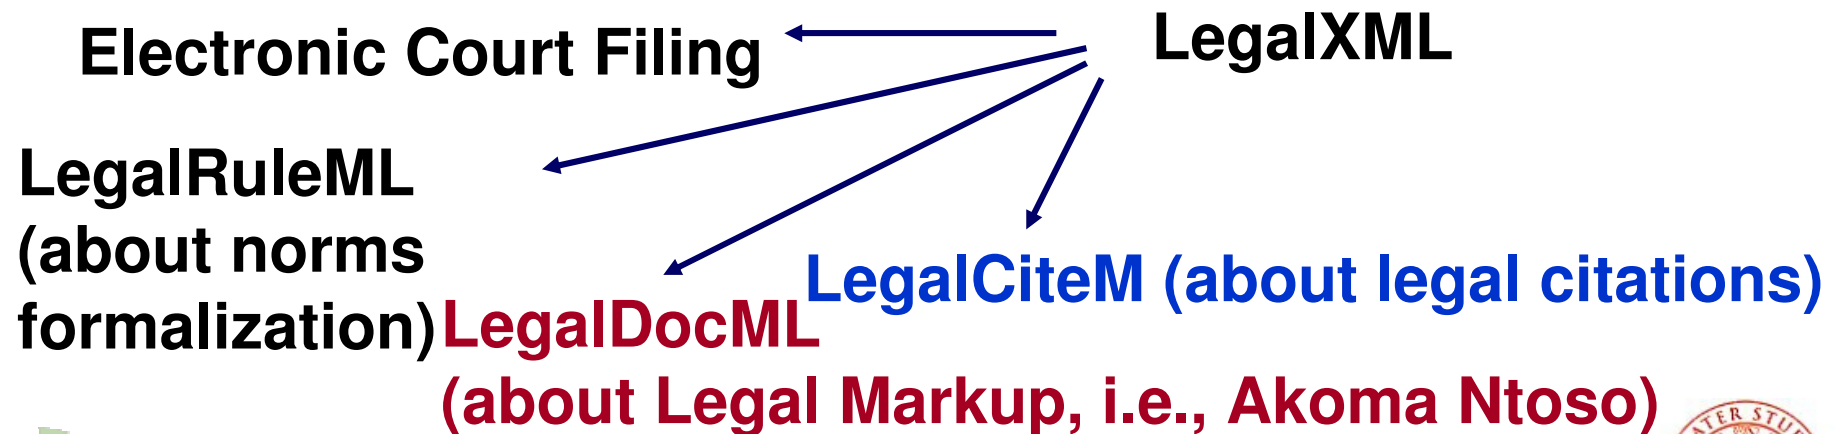 Electronic Court Filing
LegalXML
LegalRuleML
(about norms
formalization)
LegalCiteM (about legal citations)
LegalDocML
(about Legal Markup, i.e., Akoma Ntoso)